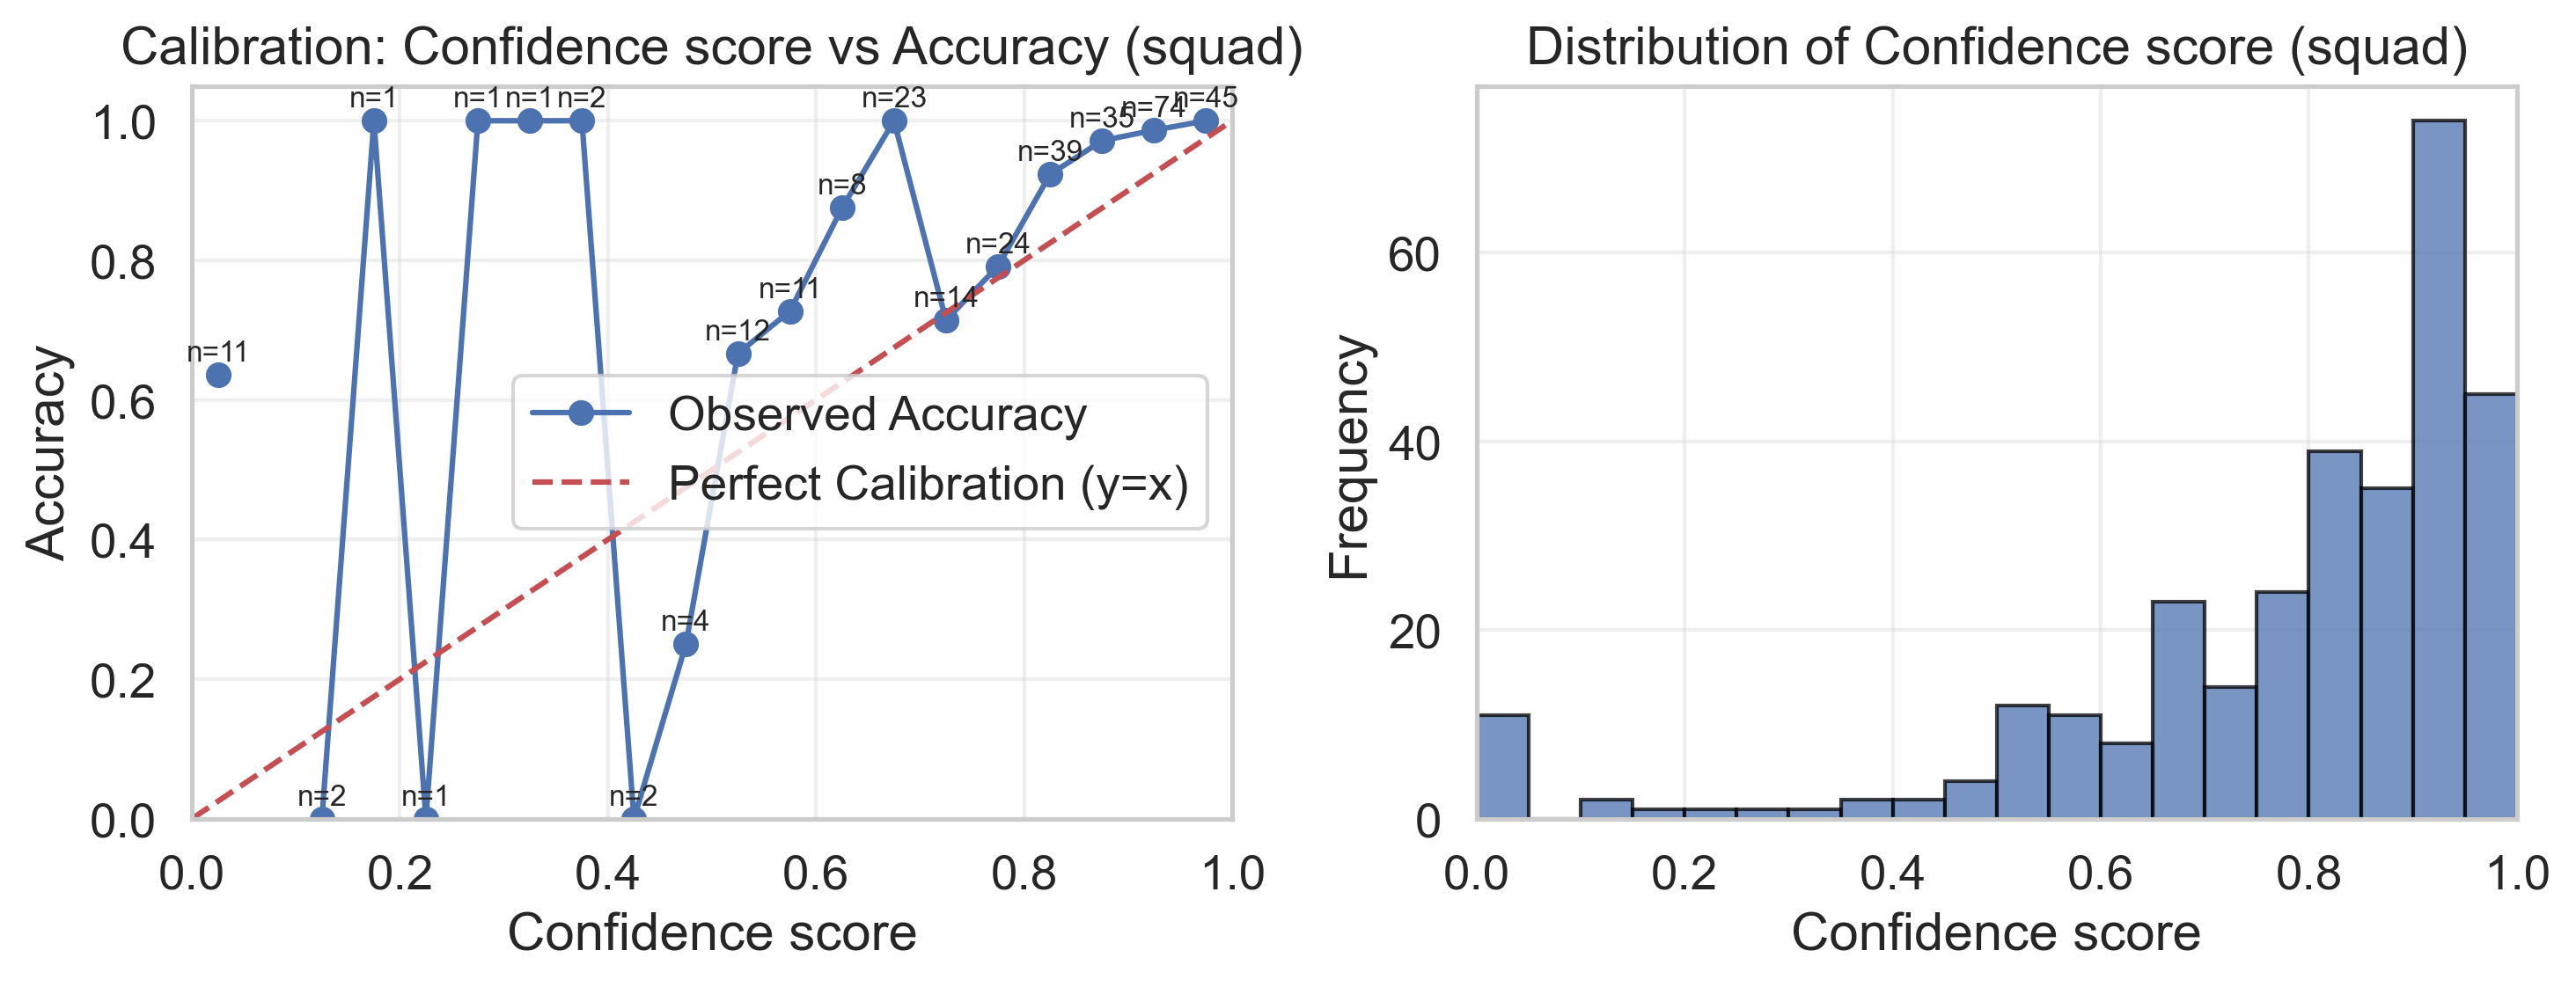 Calibration: Confidence score vs Accuracy (squad)
n=1
n=1
n=1
n=2
n=23
n=35
n=74
n=45
n=39
n=8
n=24
n=11
n=14
n=12
n=11
n=4
n=2
n=1
n=2
1.0
0.8
0.6
0.4
0.2
0.0
Accuracy
Observed Accuracy
Perfect Calibration (y=x)
0.0 0.2 0.4 0.6 0.8 1.0
Confidence score
Distribution of Confidence score (squad)
60
40
20
0
Frequency
0.0 0.2 0.4 0.6 0.8 1.0
Confidence score